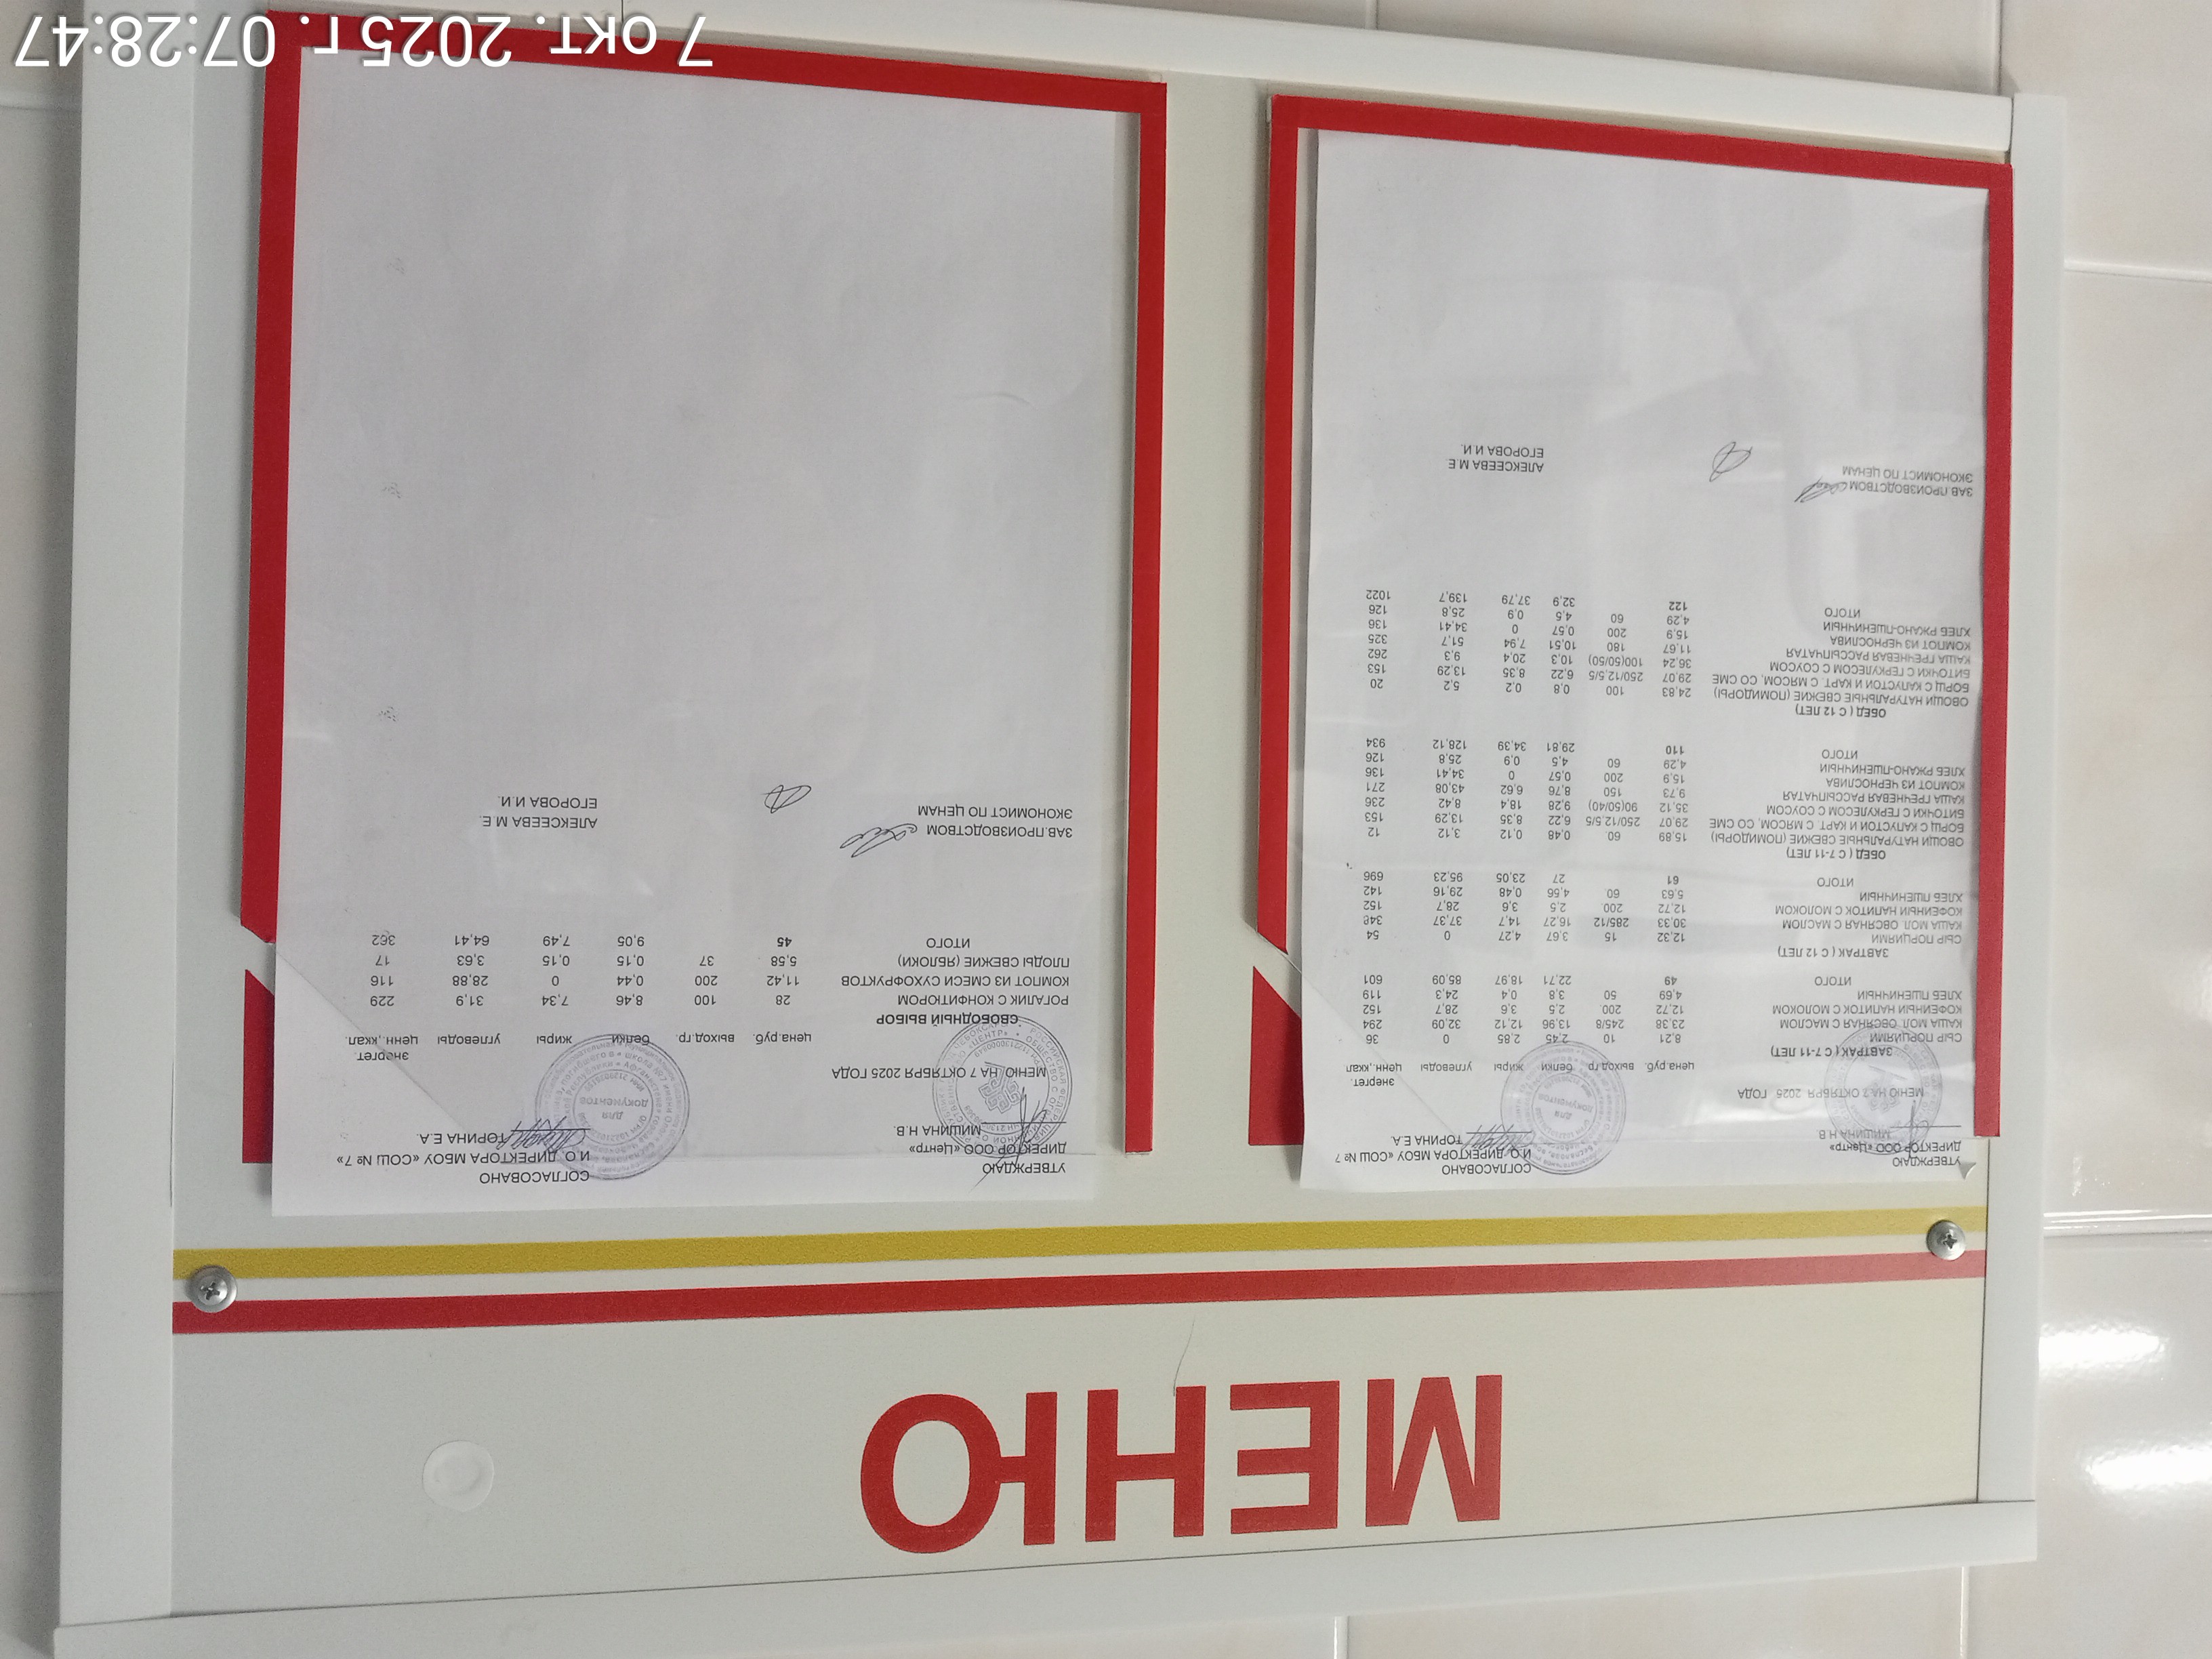 7 окт. 2025 г. 07:28:47
МЕНЮ
УТВЕРЖДАЮ СОГЛАСОВАНО
ДИРЕКТОР ООО «Центр» И.О. ДИРЕКТОРА МБОУ «СОШ № 7
МИШИНА Н.В ТОРИНА Е.А
МЕНЮ НА 7 ОКТЯБРЯ 2025 ГОДА
цена.руб. выход.гр. белки жиры углеводы энергет. ценн,ккал
ЗАВТРАК ( С 7-11 ЛЕТ)
СЫР ПОРЦИЯМИ 8,21 10 2,45 2,85 0 36
КАША МОЛ. ОВСЯНАЯ С МАСЛОМ 23,38 245/8 13,96 12,12 32,09 294
КОФЕЙНЫЙ НАПИТОК С МОЛОКОМ 12,72 200. 2,5 3,6 28,7 152
ХЛЕБ ПШЕНИЧНЫЙ 4,69 50 3,8 0,4 24,3 119
ИТОГО 49 22,71 18,97 85,09 601
ЗАВТРАК ( С 12 ЛЕТ)
СЫР ПОРЦИЯМИ 12,32 15 3,67 4,27 0 54
КАША МОЛ. ОВСЯНАЯ С МАСЛОМ 30,33 285/12 16,27 14,7 37,37 348
КОФЕЙНЫЙ НАПИТОК С МОЛОКОМ 12,72 200. 2,5 3,6 28,7 152
ХЛЕБ ПШЕНИЧНЫЙ 5,63 60. 4,56 0,48 29,16 142
ИТОГО 61 27 23,05 95,23 696
ОБЕД ( С 7-11 ЛЕТ)
ОВОЩИ НАТУРАЛЬНЫЕ СВЕЖИЕ (ПОМИДОРЫ) 15,89 60. 0,48 0,12 3,12 12
БОРЩ С КАПУСТОЙ И КАРТ. С МЯСОМ, СО СМЕ 29,07 250/12,5/5 6,22 8,35 13,29 153
БИТОЧКИ С ГЕРКУЛЕСОМ С СОУСОМ 35,12 90(50/40) 9,28 18,4 8,42 236
КАША ГРЕЧНЕВАЯ РАССЫПЧАТАЯ 9,73 150 8,76 6,62 43,08 271
КОМПОТ ИЗ ЧЕРНОСЛИВА 15,9 200 0,57 0 34,41 136
ХЛЕБ РЖАНО-ПШЕНИЧНЫЙ 4,29 60 4,5 0,9 25,8 126
ИТОГО 110 29,81 34,39 128,12 934
ОБЕД ( С 12 ЛЕТ)
ОВОЩИ НАТУРАЛЬНЫЕ СВЕЖИЕ (ПОМИДОРЫ) 24,83 100 0,8 0,2 5,2 20
БОРЩ С КАПУСТОЙ И КАРТ. С МЯСОМ, СО СМЕ 29,07 250/12,5/5 6,22 8,35 13,29 153
БИТОЧКИ С ГЕРКУЛЕСОМ С СОУСОМ 36,24 100(50/50) 10,3 20,4 9,3 262
КАША ГРЕЧНЕВАЯ РАССЫПЧАТАЯ 11,67 180 10,51 7,94 51,7 325
КОМПОТ ИЗ ЧЕРНОСЛИВА 15,9 200 0,57 0 34,41 136
ХЛЕБ РЖАНО-ПШЕНИЧНЫЙ 4,29 60 4,5 0,9 25,8 126
ИТОГО 122 32,9 37,79 139,7 1022
ЗАВ.ПРОИЗВОДСТВОМ АЛЕКСЕЕВА М.Е
ЭКОНОМИСТ ПО ЦЕНАМ ЕГОРОВА И.И.
УТВЕРЖДАЮ СОГЛАСОВАНО
ДИРЕКТОР ООО «Центр» И.О. ДИРЕКТОРА МБОУ «СОШ № 7 »
МИШИНА Н.В. ТОРИНА Е.А
МЕНЮ НА 7 ОКТЯБРЯ 2025 ГОДА
цена.руб. выход.гр. белки жиры углеводы энергет. ценн,ккал.
СВОБОДНЫЙ ВЫБОР
РОГАЛИК С КОНФИТЮРОМ 28 100 8,46 7,34 31,9 229
КОМПОТ ИЗ СМЕСИ СУХОФРУКТОВ 11,42 200 0,44 0 28,88 116
ПЛОДЫ СВЕЖИЕ (ЯБЛОКИ) 5,58 37 0,15 0,15 3,63 17
ИТОГО 45 9,05 7,49 64,41 362
ЗАВ.ПРОИЗВОДСТВОМ АЛЕКСЕЕВА М.Е.
ЭКОНОМИСТ ПО ЦЕНАМ ЕГОРОВА И.И.